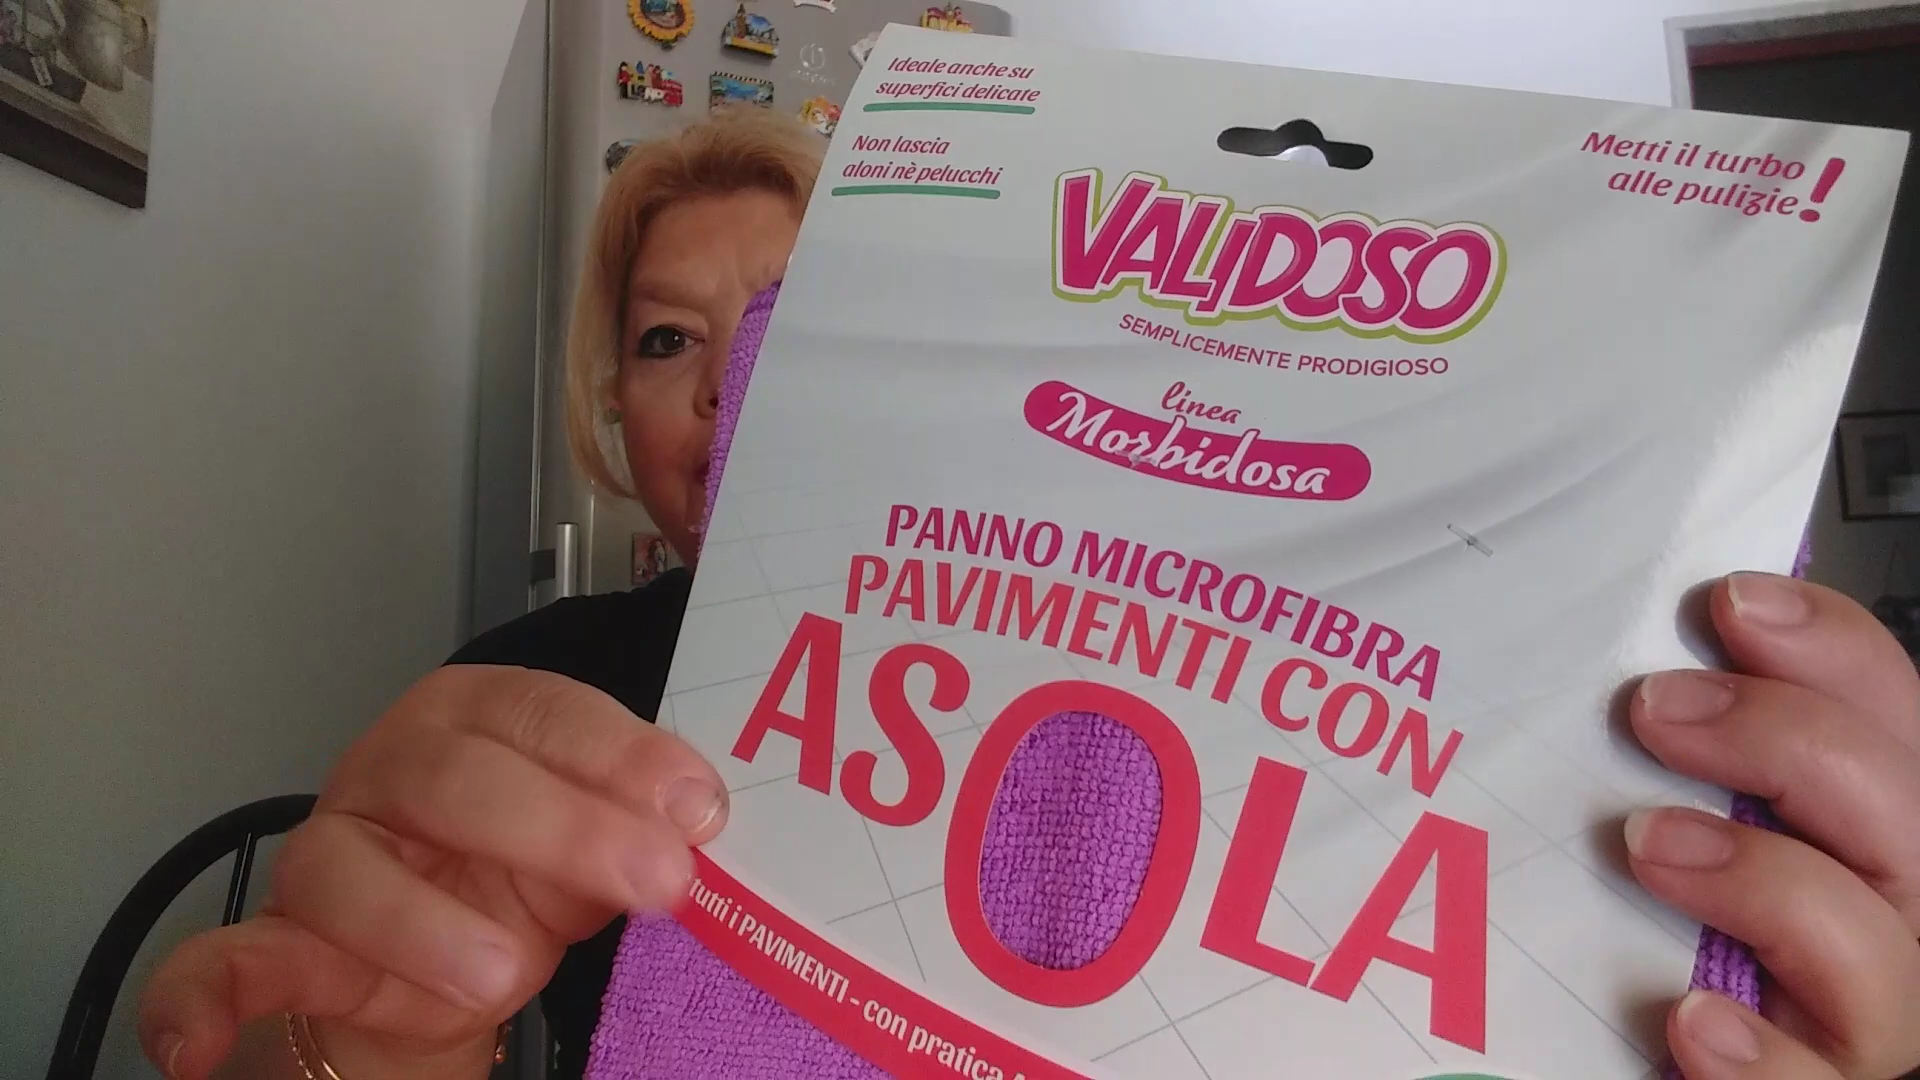 Ideale anche su
superfici delicate
Non lascia
aloni nè pelucchi
Metti il turbo
alle pulizie!
VALIDOSO
SEMPLICEMENTE PRODIGIOSO
linea
Morbidosa
PANNO MICROFIBRA
PAVIMENTI CON
ASOLA
tutti i PAVIMENTI - con pratica
LONDON